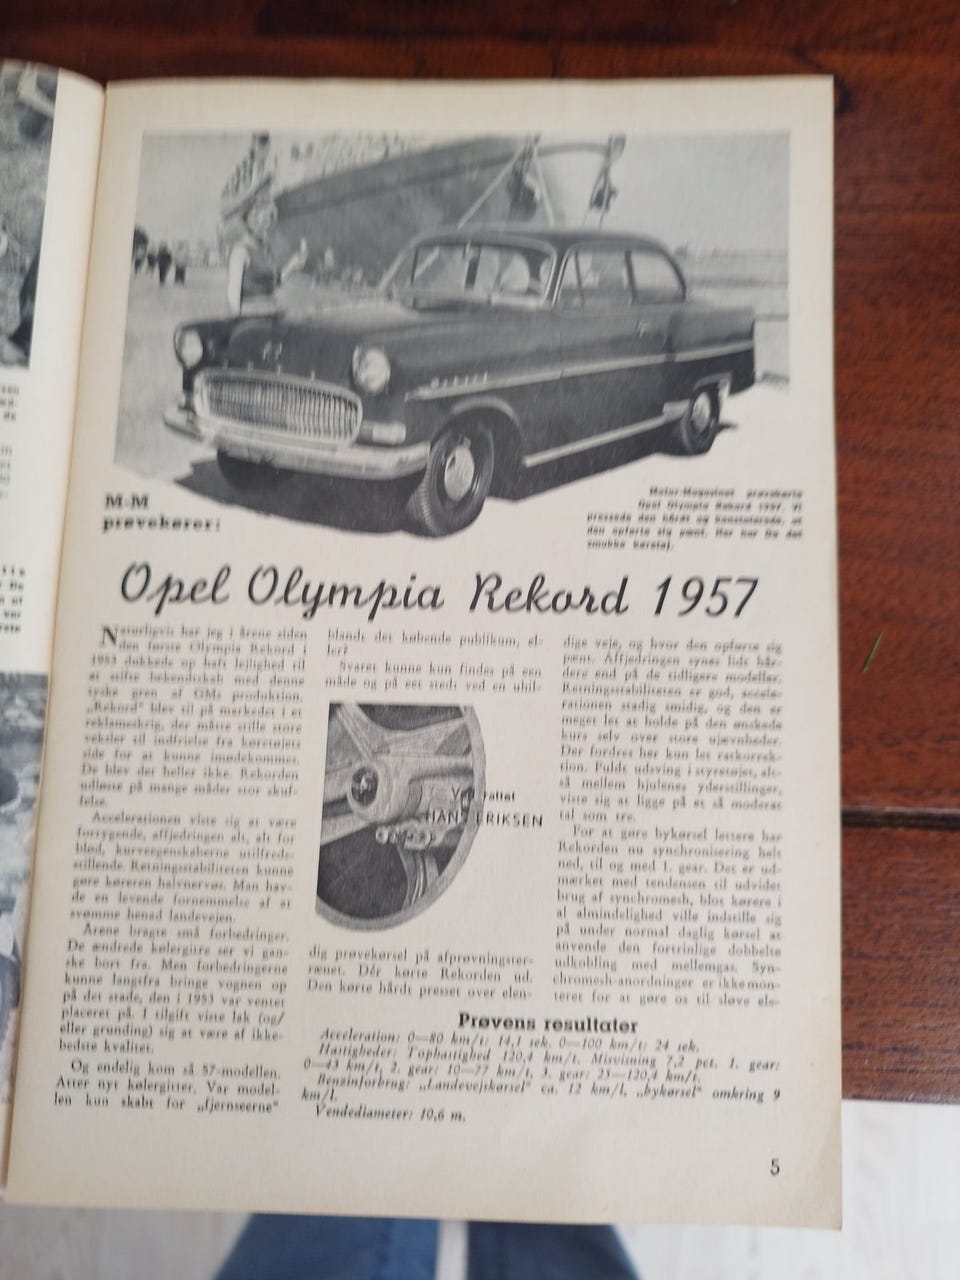 M-M
prøvekører:
Motor-Magasinet prøvekørte
Opel Olympia Rekord 1957. Vi
pressede den hårdt og konstaterede, at
den opførte sig pænt. Her har De det
smukke køretøj.
Rekord
Opel Olympia Rekord 1957
Naturligvis har jeg i årene siden
den første Olympia Rekord i
1953 dukkede op haft lejlighed til
at stifte bekendtskab med denne
tyske gren af GMs produktion.
„Rekord" blev til på markedet i et
reklameskrig, der måtte stille store
veksler til indfrielse fra køretøjets
side for at kunne imødekommes.
De blev det heller ikke. Rekorden
udløste på mange måder stor skuf-
felse.
Accelerationen viste sig at være
forrygende, affjedringen alt, alt for
blød, kurveegenskaberne utilfreds-
stillende. Retningsstabiliteten kunne
gøre køreren halvnervøs. Man hav-
de en levende fornemmelse af at
svømme henad landevejen.
Årene bragte små forbedringer.
De ændrede kølergitre ser vi gan-
ske bort fra. Men forbedringerne
kunne langtfra bringe vognen op
på det stade, den i 1953 var ventet
placeret på. I tilgift viste lak (og/
eller grunding) sig at være af ikke-
bedste kvalitet.
Og endelig kom så 57-modellen.
Atter nyt kølergitter. Var model-
len kun skabt for „fjernseerne"
blandt det købende publikum, el-
ler?
Svaret kunne kun findes på een
måde og på eet sted: ved en uhil-
Ved rattet
HANS ERIKSEN
dig prøvekørsel på afprøvningster-
rænet. Dér kørte Rekorden ud.
Den kørte hårdt presset over elen-
dige veje, og hvor den opførte sig
pænt. Affjedringen synes lidt hår-
dere end på de tidligere modeller.
Retningsstabiliteten er god, accele-
rationen stadig smidig, og den er
meget let at holde på den ønskede
kurs selv over store ujævnheder.
Der fordres her kun let ratkorrek-
tion. Fuldt udsving i styretøjet, alt-
så mellem hjulenes yderstillinger,
viste sig at ligge på et så moderat
tal som tre.
For at gøre bykørsel lettere har
Rekorden nu synchronisering helt
ned, til og med 1. gear. Det er ud-
mærket med tendensen til udvidet
brug af synchromesh, blot kørere i
al almindelighed ville indstille sig
på under normal daglig kørsel at
anvende den fortrinlige dobbelte
udkobling med mellemgas. Syn-
chromesh-anordninger er ikke mon-
teret for at gøre os til sløve ele-
Prøvens resultater
Acceleration: 0—80 km/t: 14,1 sek. 0—100 km/t: 24 sek.
Hastigheder: Tophastighed 120,4 km/t. Misvisning 7,2 pct. 1. gear:
0—43 km/t, 2. gear: 10—77 km/t, 3. gear: 25—120,4 km/t.
Benzinforbrug: „Landevejskørsel" ca. 12 km/l, „bykørsel" omkring 9
km/l.
Vendediameter: 10,6 m.
5